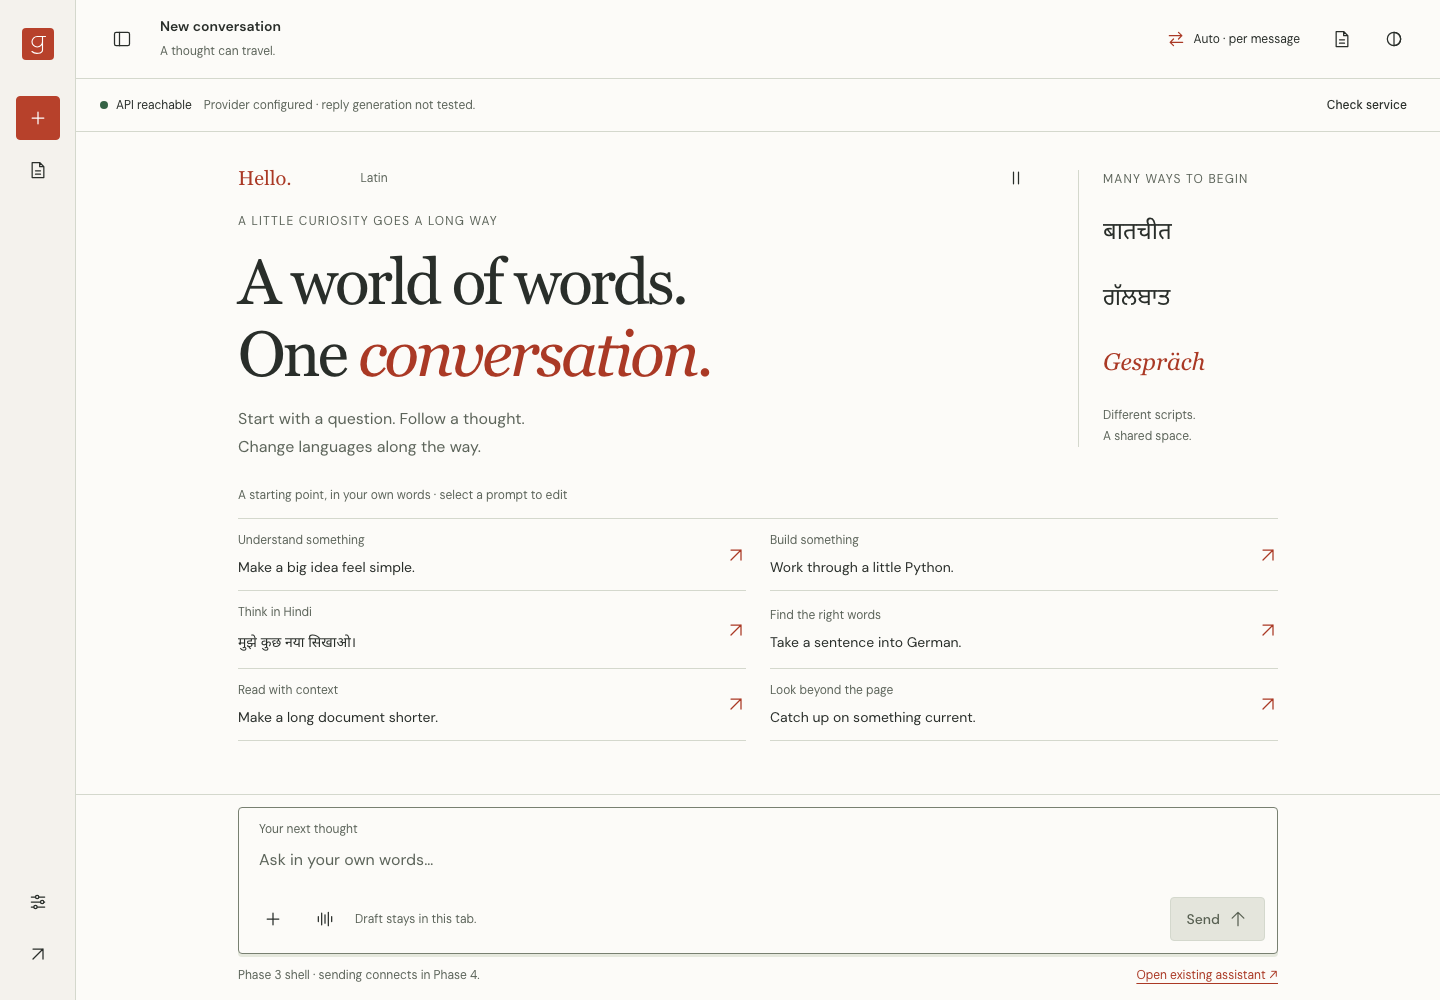 g
New conversation
A thought can travel.
Auto · per message
API reachable
Provider configured · reply generation not tested.
Check service
Hello.
Latin
A LITTLE CURIOSITY GOES A LONG WAY
A world of words.
One conversation.
Start with a question. Follow a thought.
Change languages along the way.
MANY WAYS TO BEGIN
बातचीत
ਗੱਲਬਾਤ
Gespräch
Different scripts.
A shared space.
A starting point, in your own words · select a prompt to edit
Understand something
Make a big idea feel simple.
Build something
Work through a little Python.
Think in Hindi
मुझे कुछ नया सिखाओ।
Find the right words
Take a sentence into German.
Read with context
Make a long document shorter.
Look beyond the page
Catch up on something current.
Your next thought
Ask in your own words...
Draft stays in this tab.
Send
Phase 3 shell · sending connects in Phase 4.
Open existing assistant ↗